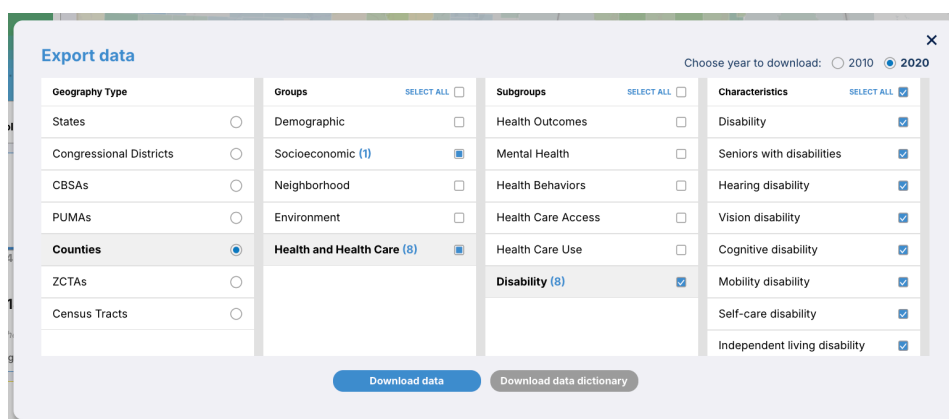 Export data
Choose year to download: 2010 2020
Geography Type
States
Congressional Districts
CBSAs
PUMAs
Counties
ZCTAs
Census Tracts
Groups SELECT ALL
Demographic
Socioeconomic (1)
Neighborhood
Environment
Health and Health Care (8)
Subgroups SELECT ALL
Health Outcomes
Mental Health
Health Behaviors
Health Care Access
Health Care Use
Disability (8)
Characteristics SELECT ALL
Disability
Seniors with disabilities
Hearing disability
Vision disability
Cognitive disability
Mobility disability
Self-care disability
Independent living disability
Download data
Download data dictionary